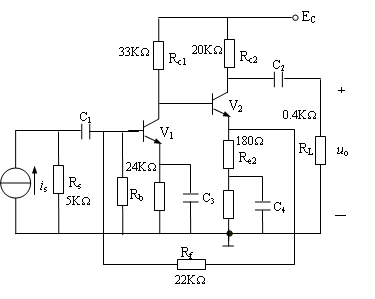 E_C
33KΩ
R_c1
20KΩ
R_c2
C_2
+
C_1
V_1
V_2
0.4KΩ
24KΩ
180Ω
R_e2
R_L
u_o
i_s
R_s
5KΩ
R_b
C_3
C_4
—
R_f
22KΩ